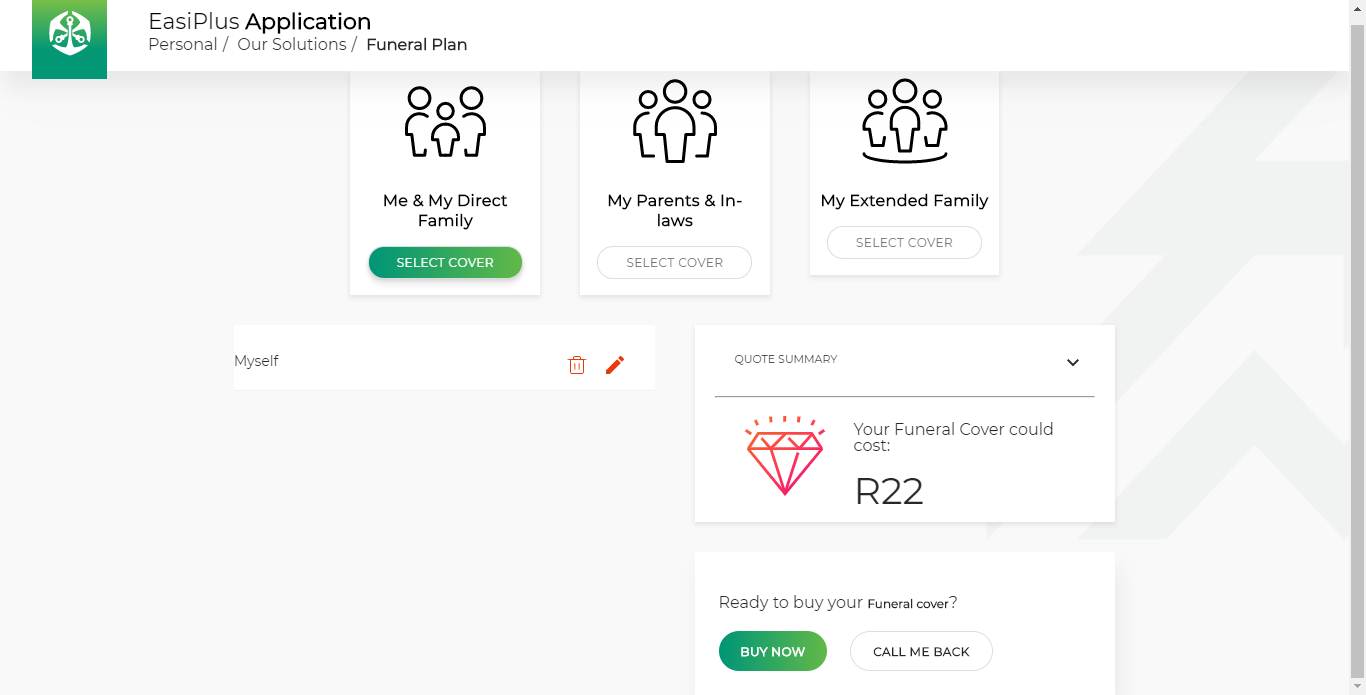 EasiPlus Application
Personal / Our Solutions / Funeral Plan
Me & My Direct
Family
SELECT COVER
My Parents & In-
laws
SELECT COVER
My Extended Family
SELECT COVER
Myself
QUOTE SUMMARY
Your Funeral Cover could
cost:
R22
Ready to buy your Funeral cover?
BUY NOW
CALL ME BACK